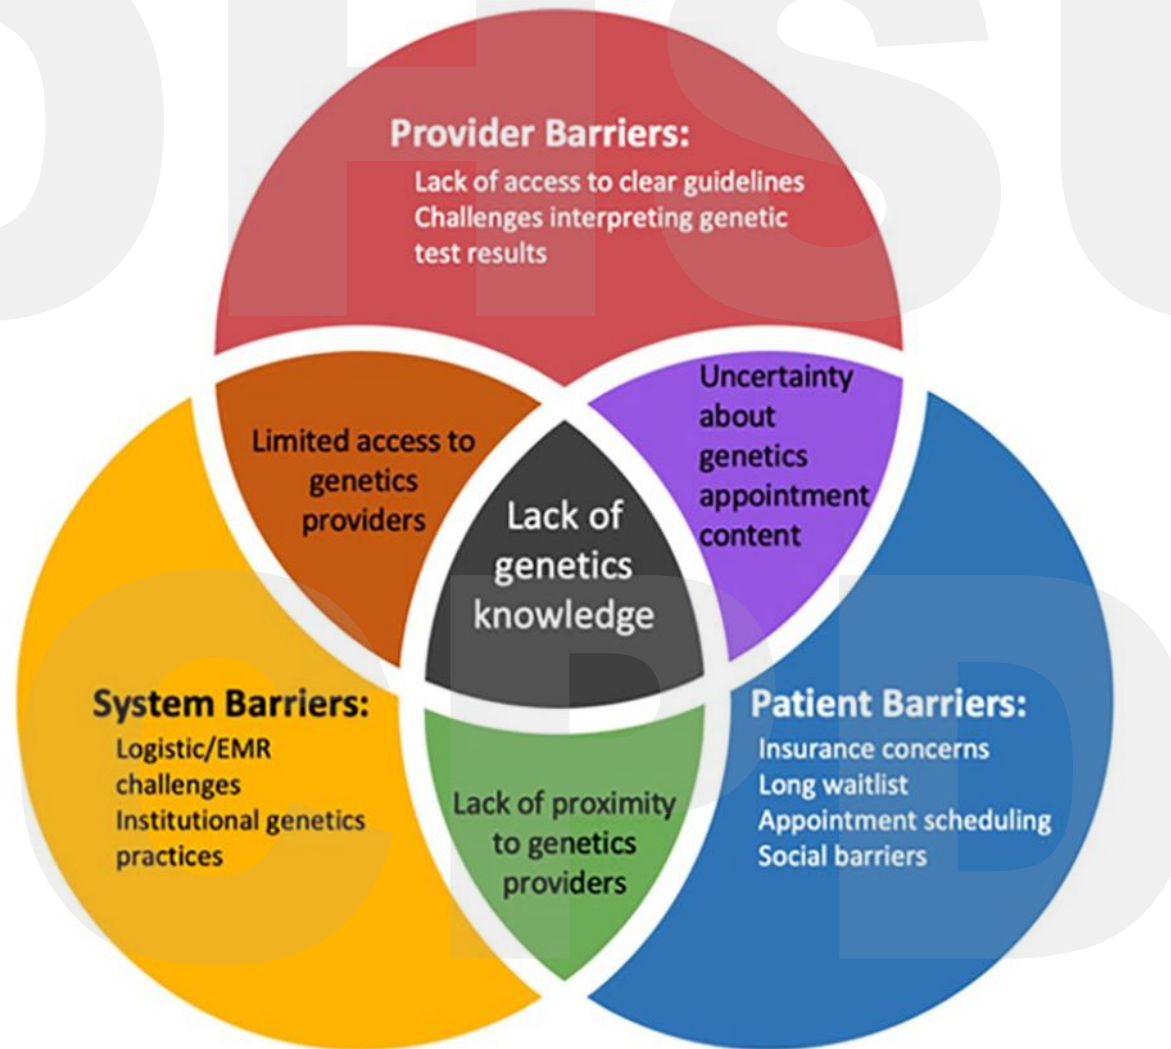 Provider Barriers:
Lack of access to clear guidelines
Challenges interpreting genetic
test results
Limited access to
genetics
providers
Uncertainty
about
genetics
appointment
content
Lack of
genetics
knowledge
System Barriers:
Logistic/EMR
challenges
Institutional genetics
practices
Patient Barriers:
Insurance concerns
Long waitlist
Appointment scheduling
Social barriers
Lack of proximity
to genetics
providers
CPD